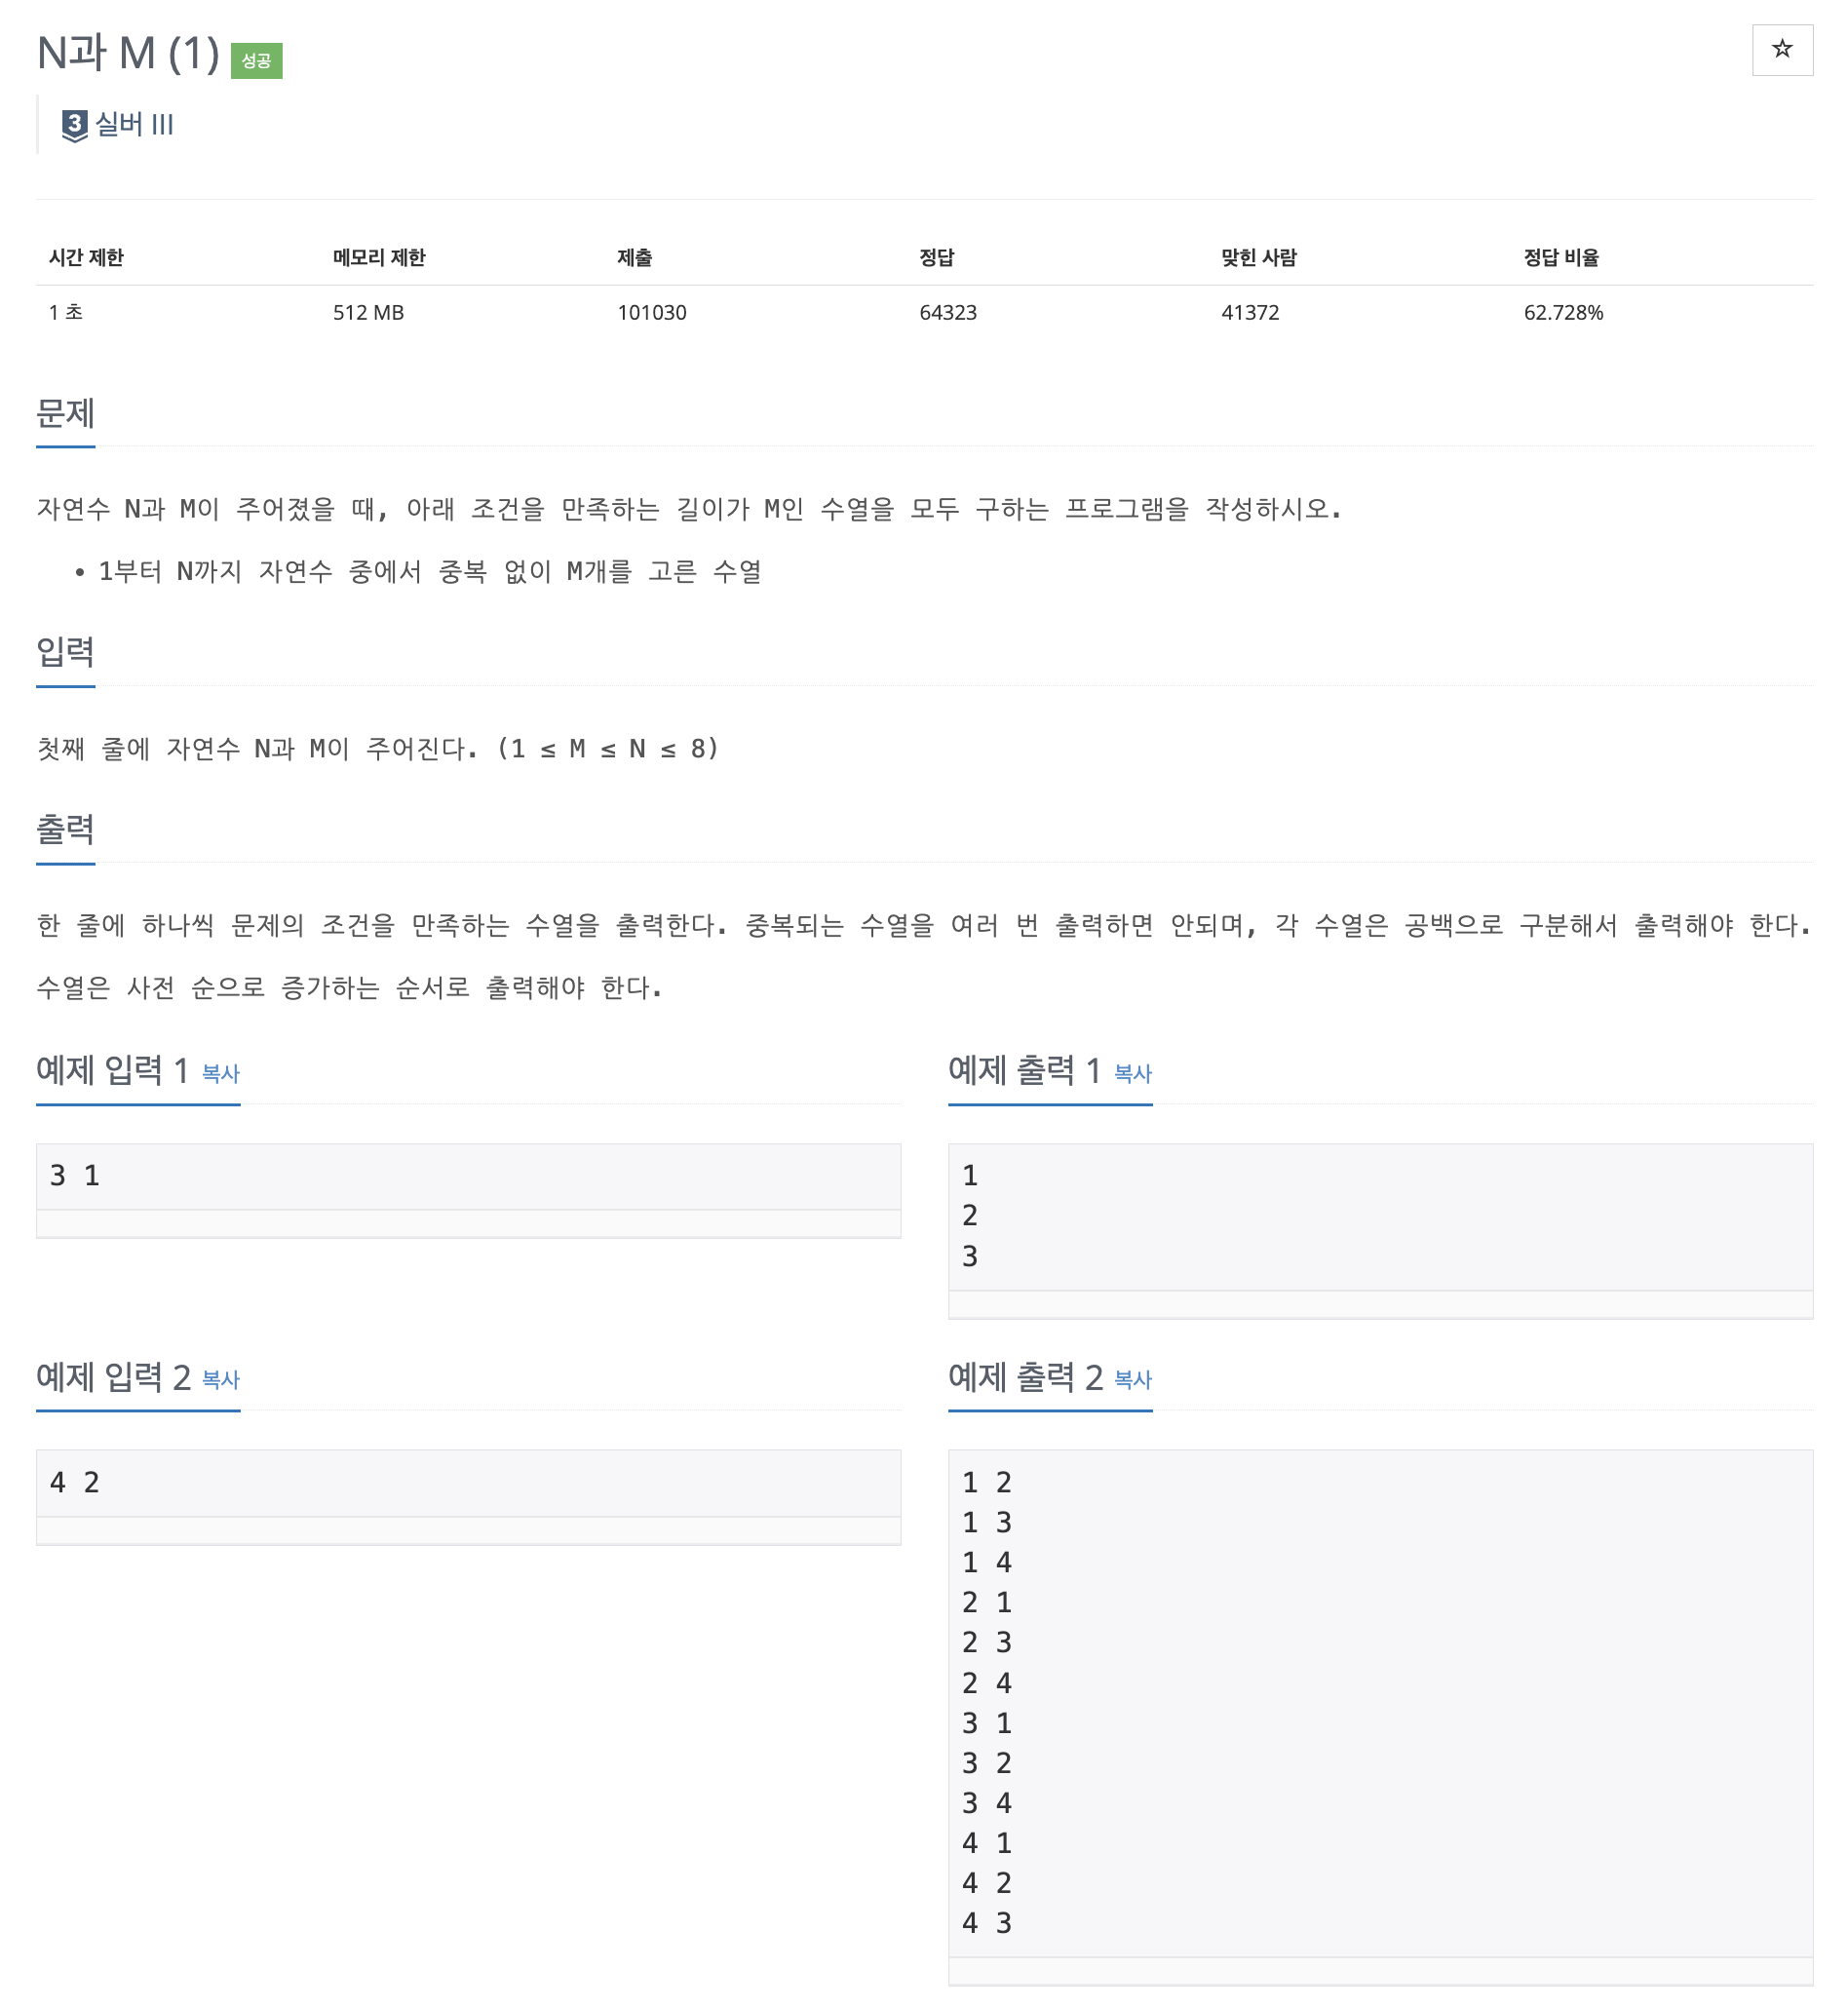 N과 M (1) 성공
☆
3 실버 III
시간 제한 메모리 제한 제출 정답 맞힌 사람 정답 비율
1 초 512 MB 101030 64323 41372 62.728%
문제
자연수 N과 M이 주어졌을 때, 아래 조건을 만족하는 길이가 M인 수열을 모두 구하는 프로그램을 작성하시오.
• 1부터 N까지 자연수 중에서 중복 없이 M개를 고른 수열
입력
첫째 줄에 자연수 N과 M이 주어진다. (1 ≤ M ≤ N ≤ 8)
출력
한 줄에 하나씩 문제의 조건을 만족하는 수열을 출력한다. 중복되는 수열을 여러 번 출력하면 안되며, 각 수열은 공백으로 구분해서 출력해야 한다.
수열은 사전 순으로 증가하는 순서로 출력해야 한다.
예제 입력 1 복사
3 1
예제 출력 1 복사
1
2
3
예제 입력 2 복사
4 2
예제 출력 2 복사
1 2
1 3
1 4
2 1
2 3
2 4
3 1
3 2
3 4
4 1
4 2
4 3